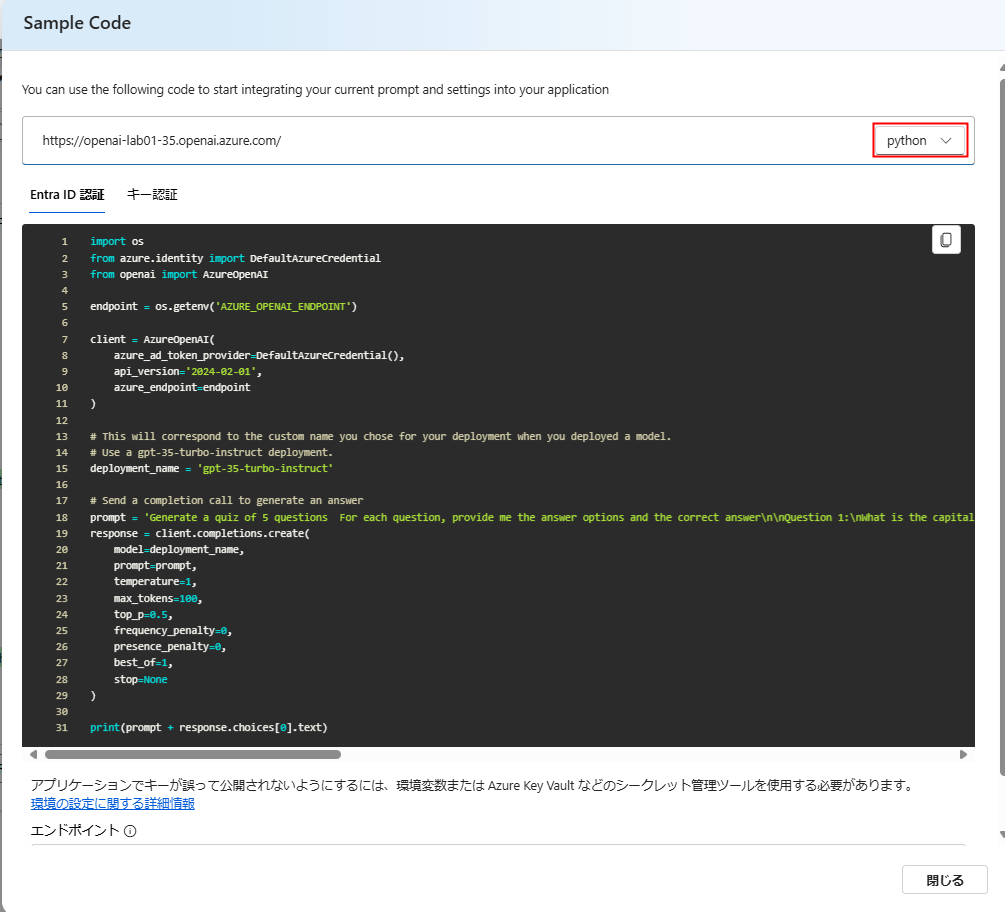 Sample Code
You can use the following code to start integrating your current prompt and settings into your application
https://openai-lab01-35.openai.azure.com/
python
Entra ID 認証 キー認証
1 import os
2 from azure.identity import DefaultAzureCredential
3 from openai import AzureOpenAI
4
5 endpoint = os.getenv('AZURE_OPENAI_ENDPOINT')
6
7 client = AzureOpenAI(
8 azure_ad_token_provider=DefaultAzureCredential(),
9 api_version='2024-02-01',
10 azure_endpoint=endpoint
11 )
12
13 # This will correspond to the custom name you chose for your deployment when you deployed a model.
14 # Use a gpt-35-turbo-instruct deployment.
15 deployment_name = 'gpt-35-turbo-instruct'
16
17 # Send a completion call to generate an answer
18 prompt = 'Generate a quiz of 5 questions  For each question, provide me the answer options and the correct answer\n\nQuestion 1:\nWhat is the capital
19 response = client.completions.create(
20 model=deployment_name,
21 prompt=prompt,
22 temperature=1,
23 max_tokens=100,
24 top_p=0.5,
25 frequency_penalty=0,
26 presence_penalty=0,
27 best_of=1,
28 stop=None
29 )
30
31 print(prompt + response.choices[0].text)
アプリケーションでキーが誤って公開されないようにするには、環境変数または Azure Key Vault などのシークレット管理ツールを使用する必要があります。
環境の設定に関する詳細情報
エンドポイント
閉じる